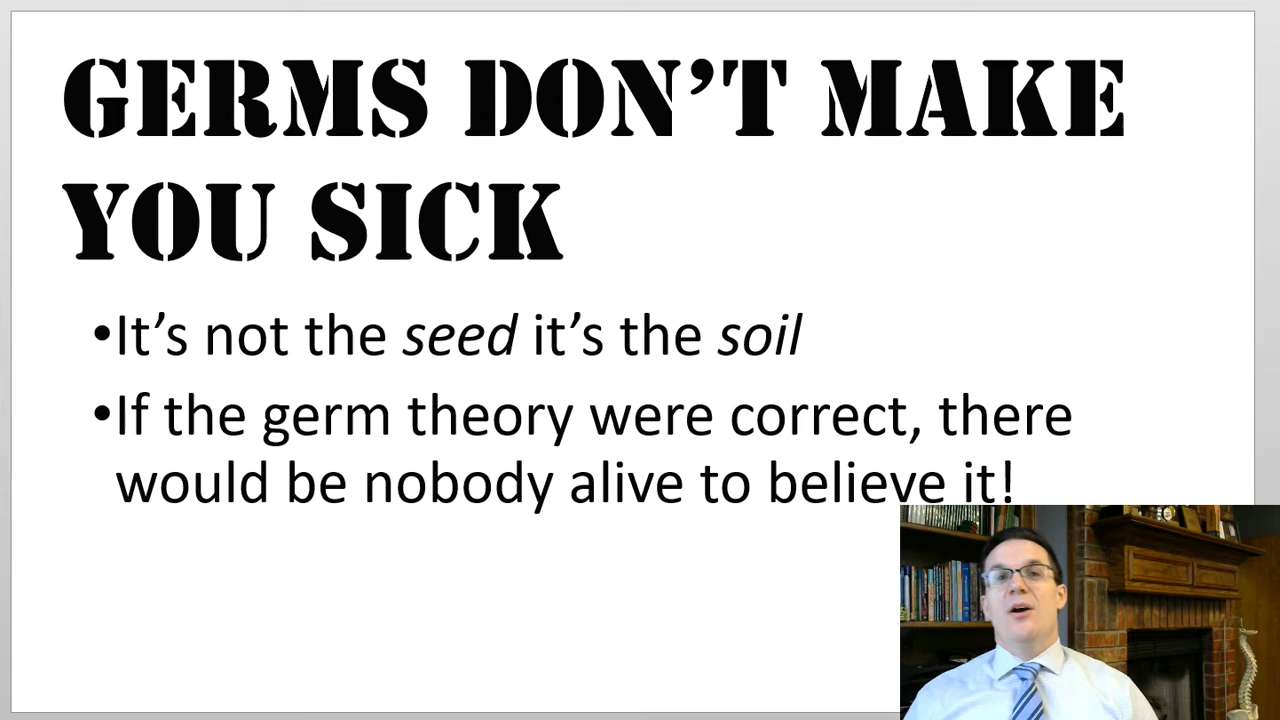 GERMS DON’T MAKE
YOU SICK
•It’s not the seed it’s the soil
•If the germ theory were correct, there
would be nobody alive to believe it!